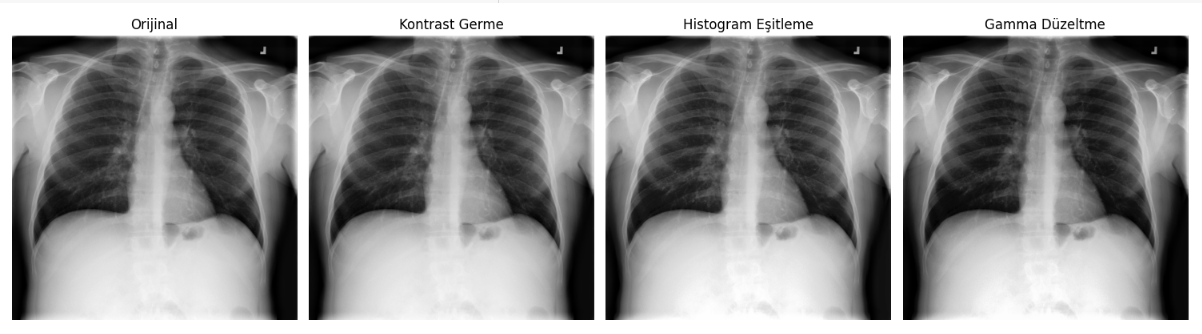 Orijinal
Kontrast Germe
Histogram Eşitleme
Gamma Düzeltme